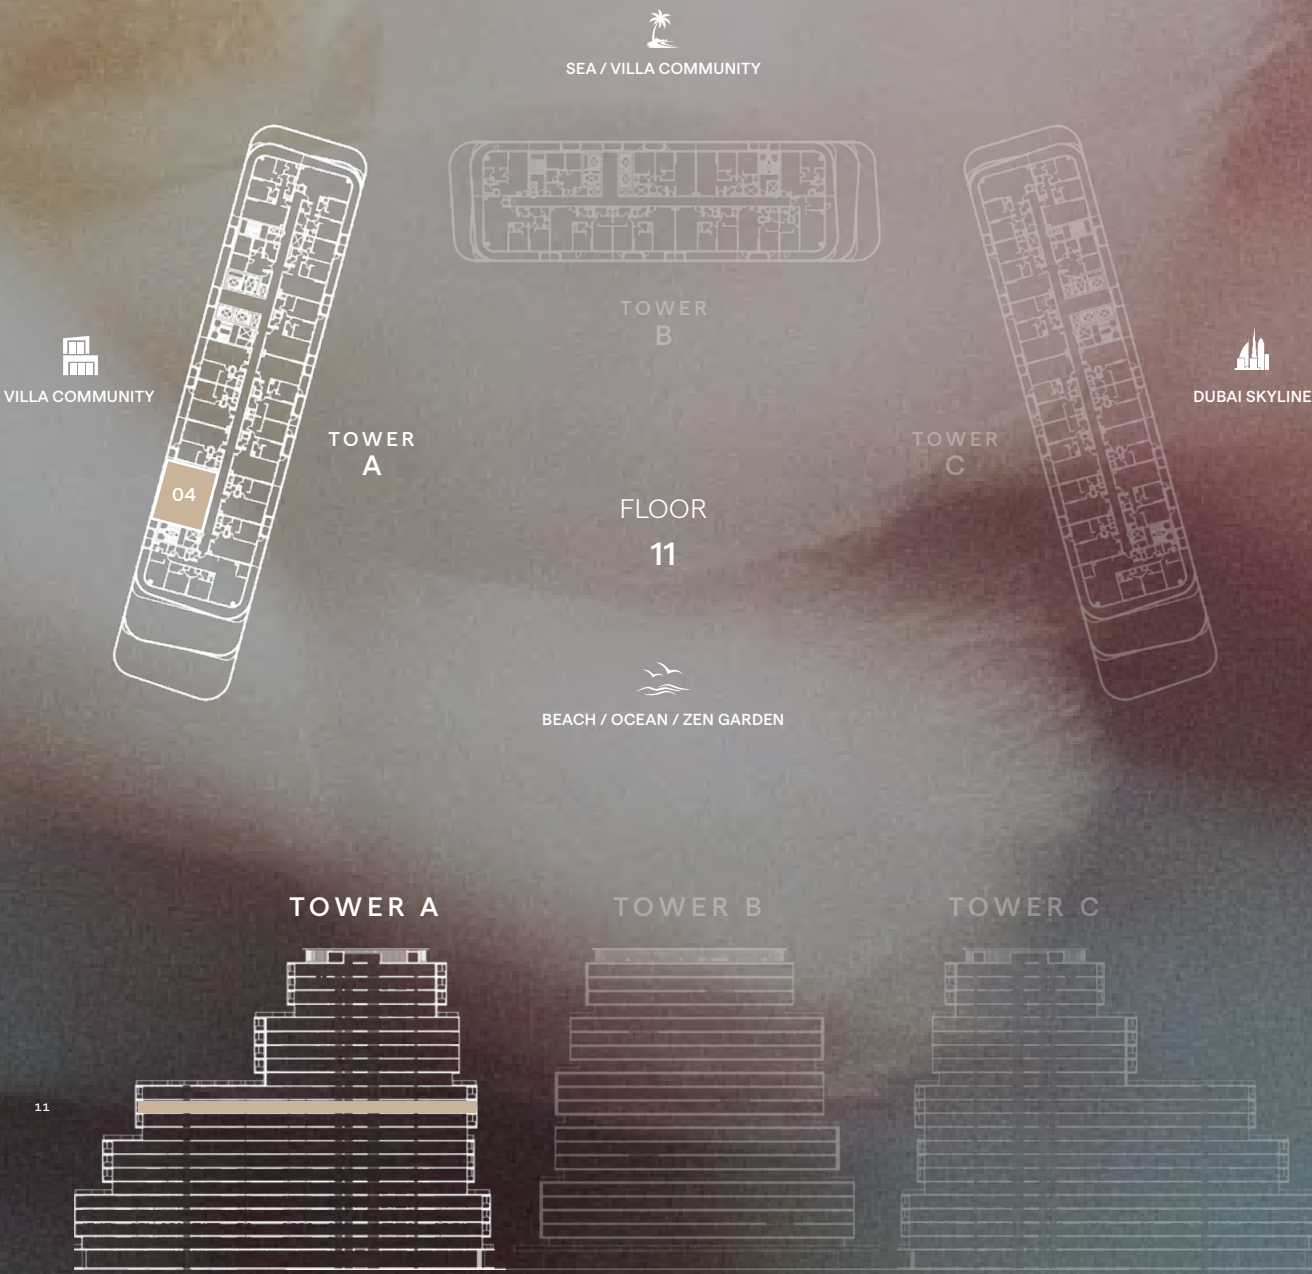 SEA / VILLA COMMUNITY
TOWER
B
VILLA COMMUNITY
DUBAI SKYLINE
TOWER
A
TOWER
C
04
FLOOR
11
BEACH / OCEAN / ZEN GARDEN
TOWER A
TOWER B
TOWER C
11